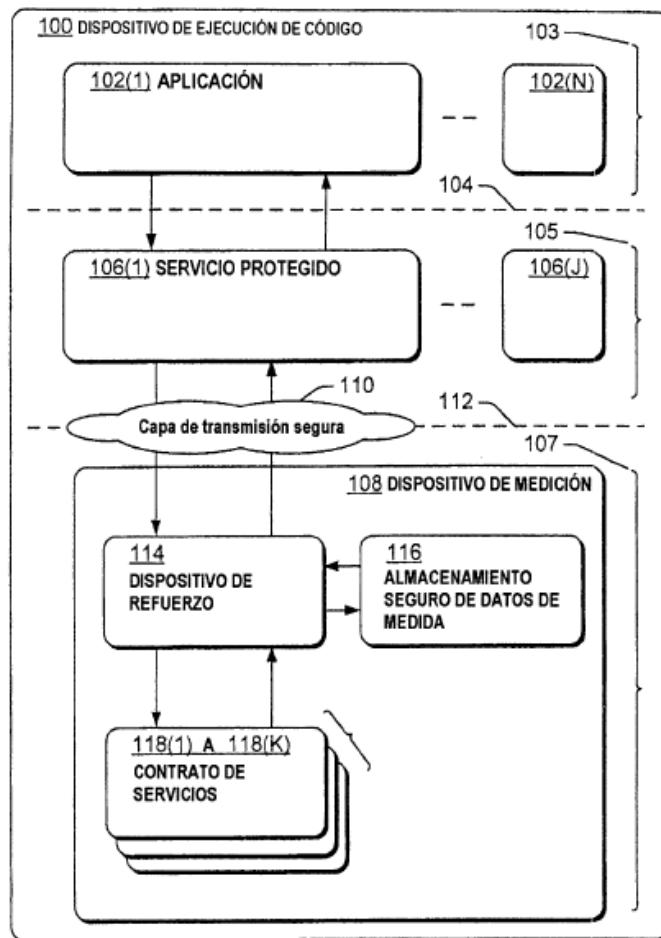 100 DISPOSITIVO DE EJECUCIÓN DE CÓDIGO
103
102(1) APLICACIÓN
102(N)
104
105
106(1) SERVICIO PROTEGIDO
106(J)
110
112
Capa de transmisión segura
107
108 DISPOSITIVO DE MEDICIÓN
114
DISPOSITIVO DE
REFUERZO
116
ALMACENAMIENTO
SEGURO DE DATOS DE
MEDIDA
118(1) A 118(K)
CONTRATO DE
SERVICIOS